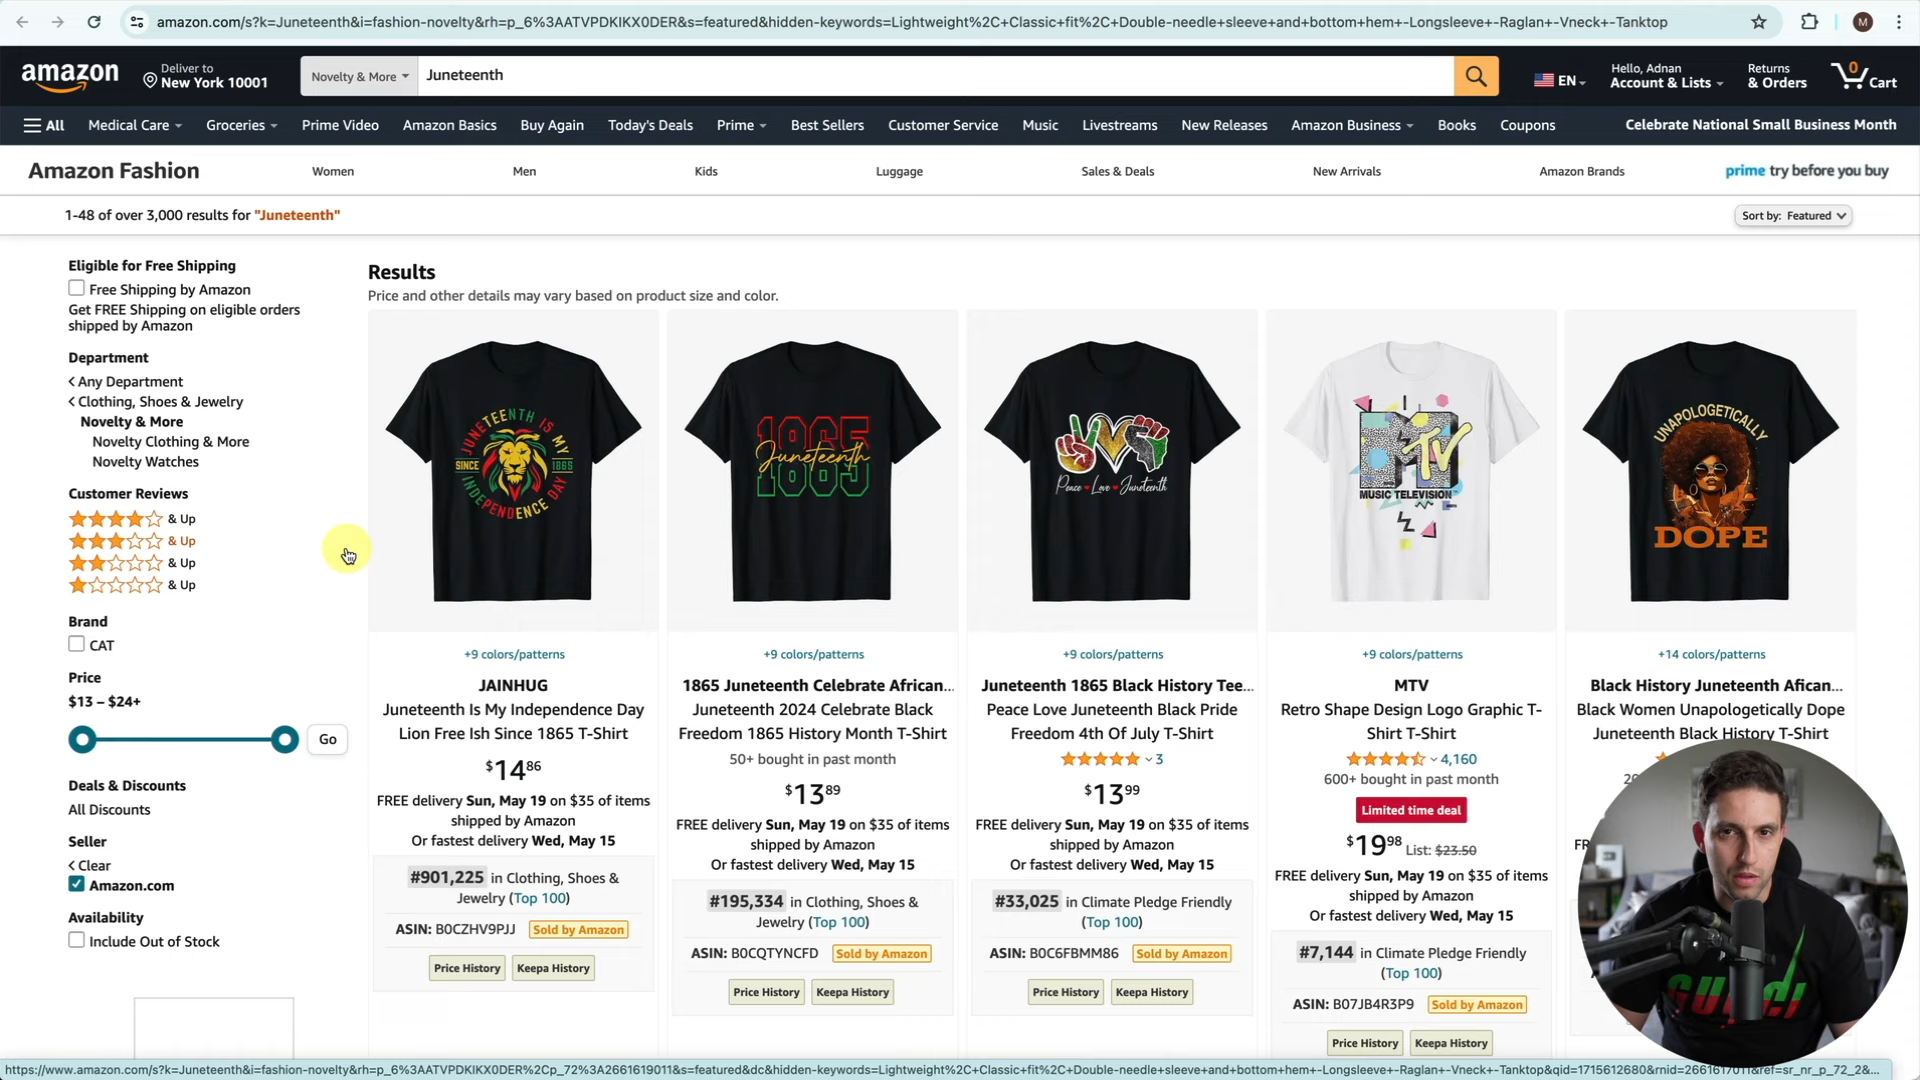 amazon.com/s?k=Juneteenth&i=fashion-novelty&rh=p_6%3AATVPDKIKX0DER&s=featured&hidden-keywords=Lightweight%2C+Classic+fit%2C+Double-needle+sleeve+and+bottom+hem+-Longsleeve+-Raglan+-Vneck+-Tanktop
M
amazon
Deliver to
New York 10001
Novelty & More
Juneteenth
EN
Hello, Adnan
Account & Lists
Returns
& Orders
0
Cart
All
Medical Care
Groceries
Prime Video
Amazon Basics
Buy Again
Today's Deals
Prime
Best Sellers
Customer Service
Music
Livestreams
New Releases
Amazon Business
Books
Coupons
Celebrate National Small Business Month
Amazon Fashion
Women
Men
Kids
Luggage
Sales & Deals
New Arrivals
Amazon Brands
prime try before you buy
1-48 of over 3,000 results for "Juneteenth"
Sort by: Featured
Eligible for Free Shipping
Free Shipping by Amazon
Get FREE Shipping on eligible orders
shipped by Amazon
Department
Any Department
Clothing, Shoes & Jewelry
Novelty & More
Novelty Clothing & More
Novelty Watches
Customer Reviews
& Up
& Up
& Up
& Up
Brand
CAT
Price
$13 – $24+
Go
Deals & Discounts
All Discounts
Seller
Clear
Amazon.com
Availability
Include Out of Stock
Results
Price and other details may vary based on product size and color.
JUNETEENTH IS MY
SINCE 1865
INDEPENDENCE DAY
+9 colors/patterns
JAINHUG
Juneteenth Is My Independence Day
Lion Free Ish Since 1865 T-Shirt
$14 86
FREE delivery Sun, May 19 on $35 of items
shipped by Amazon
Or fastest delivery Wed, May 15
#901,225 in Clothing, Shoes &
Jewelry (Top 100)
ASIN: B0CZHV9PJJ Sold by Amazon
Price History Keepa History
1865
Juneteenth
1865
+9 colors/patterns
1865 Juneteenth Celebrate African...
Juneteenth 2024 Celebrate Black
Freedom 1865 History Month T-Shirt
50+ bought in past month
$13 89
FREE delivery Sun, May 19 on $35 of items
shipped by Amazon
Or fastest delivery Wed, May 15
#195,334 in Clothing, Shoes &
Jewelry (Top 100)
ASIN: B0CQTYNCFD Sold by Amazon
Price History Keepa History
Peace Love Juneteenth
+9 colors/patterns
Juneteenth 1865 Black History Tee...
Peace Love Juneteenth Black Pride
Freedom 4th Of July T-Shirt
3
$13 99
FREE delivery Sun, May 19 on $35 of items
shipped by Amazon
Or fastest delivery Wed, May 15
#33,025 in Climate Pledge Friendly
(Top 100)
ASIN: B0C6FBMM86 Sold by Amazon
Price History Keepa History
MTV
MUSIC TELEVISION
+9 colors/patterns
MTV
Retro Shape Design Logo Graphic T-
Shirt T-Shirt
4,160
600+ bought in past month
Limited time deal
$19 98 List: $23.50
FREE delivery Sun, May 19 on $35 of items
shipped by Amazon
Or fastest delivery Wed, May 15
#7,144 in Climate Pledge Friendly
(Top 100)
ASIN: B07JB4R3P9 Sold by Amazon
Price History Keepa History
UNAPOLOGETICALLY
DOPE
+14 colors/patterns
Black History Juneteenth Afican...
Black Women Unapologetically Dope
Juneteenth Black History T-Shirt